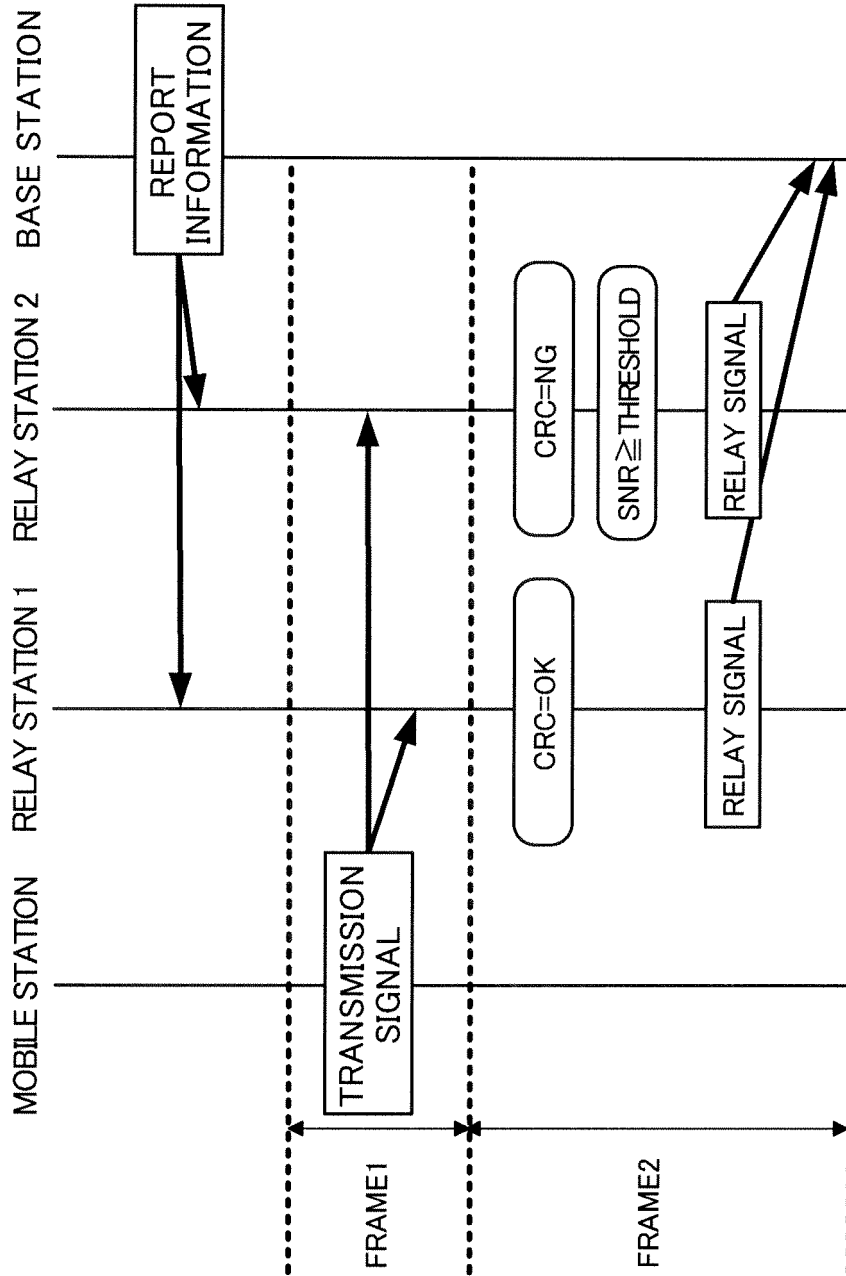 MOBILE STATION
RELAY STATION 1
RELAY STATION 2
BASE STATION
REPORT
INFORMATION
FRAME1
TRANSMISSION
SIGNAL
FRAME2
CRC=OK
CRC=NG
SNR≧THRESHOLD
RELAY SIGNAL
RELAY SIGNAL